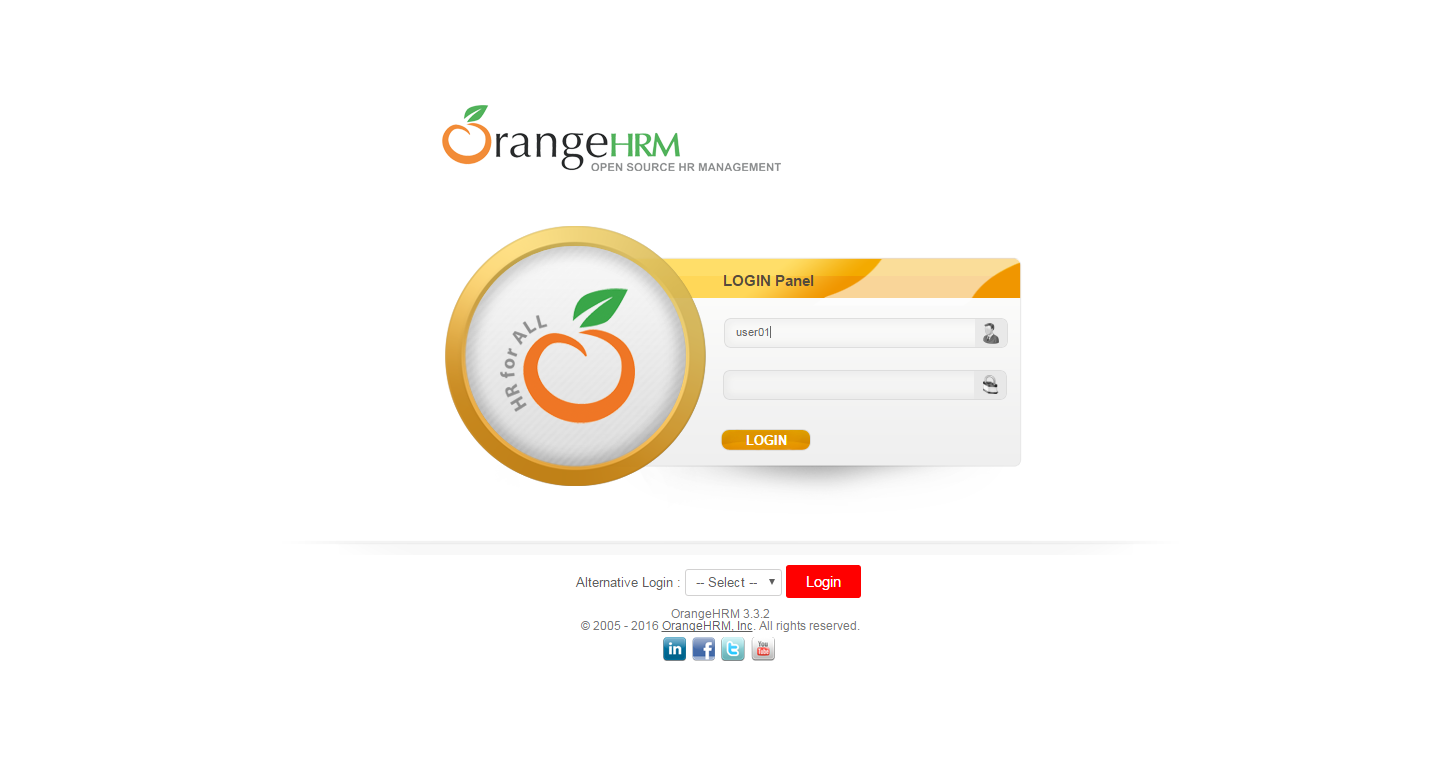 OrangeHRM
OPEN SOURCE HR MANAGEMENT
HR for ALL
LOGIN Panel
user01
LOGIN
Alternative Login : -- Select -- Login
OrangeHRM 3.3.2
© 2005 - 2016 OrangeHRM, Inc. All rights reserved.
in f t You Tube